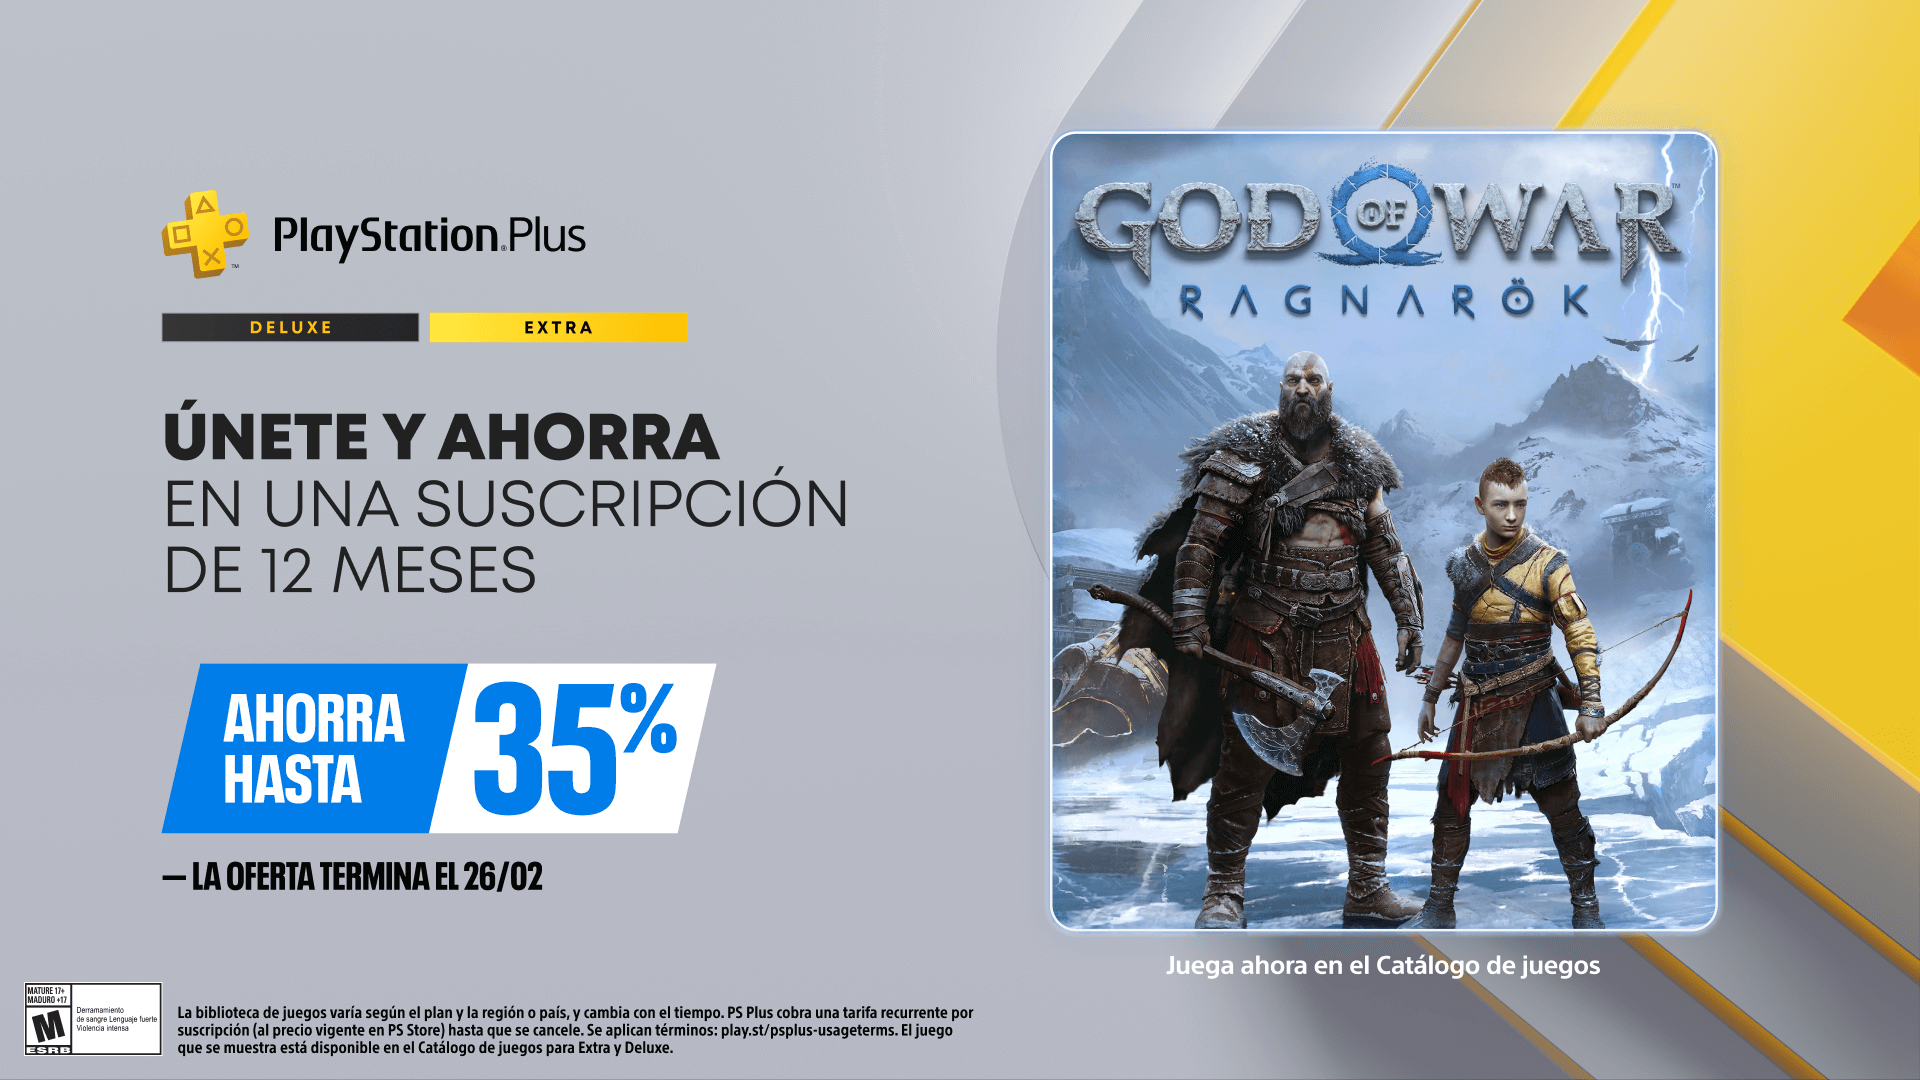 PlayStation®Plus
™
DELUXE
EXTRA
ÚNETE Y AHORRA
EN UNA SUSCRIPCIÓN
DE 12 MESES
AHORRA
HASTA
35%
– LA OFERTA TERMINA EL 26/02
GOD OF WAR™
RAGNARÖK
Juega ahora en el Catálogo de juegos
MATURE 17+
MADURO +17
M
ESRB
Derramamiento
de sangre Lenguaje fuerte
Violencia intensa
La biblioteca de juegos varía según el plan y la región o país, y cambia con el tiempo. PS Plus cobra una tarifa recurrente por
suscripción (al precio vigente en PS Store) hasta que se cancele. Se aplican términos: play.st/psplus-usageterms. El juego
que se muestra está disponible en el Catálogo de juegos para Extra y Deluxe.